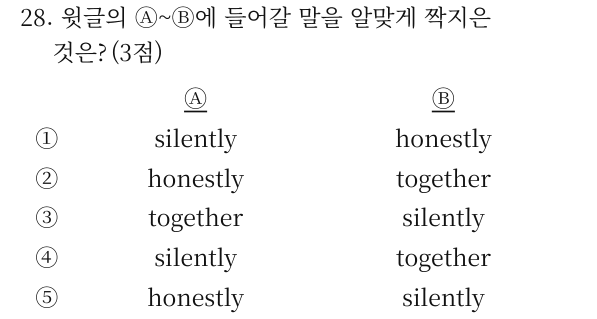 28. 윗글의 Ⓐ~Ⓑ에 들어갈 말을 알맞게 짝지은
것은? (3점)
Ⓐ Ⓑ
① silently honestly
② honestly together
③ together silently
④ silently together
⑤ honestly silently